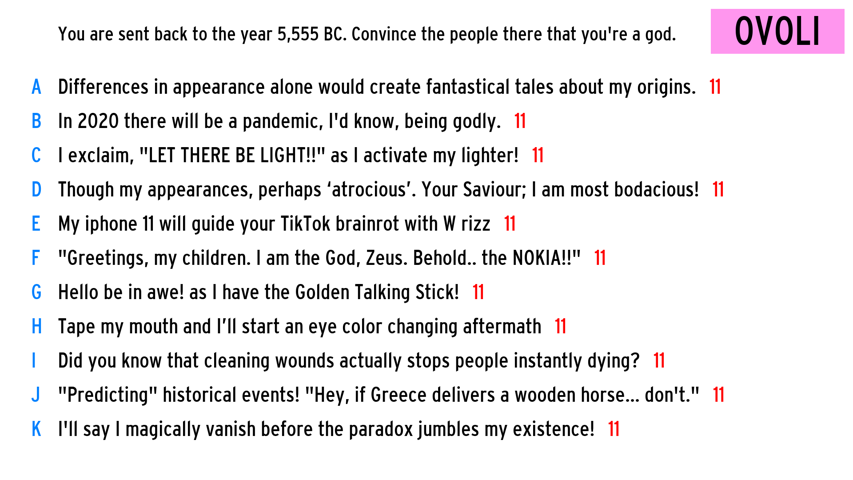 You are sent back to the year 5,555 BC. Convince the people there that you're a god.
OVOLI
A Differences in appearance alone would create fantastical tales about my origins. 11
B In 2020 there will be a pandemic, I'd know, being godly. 11
C I exclaim, "LET THERE BE LIGHT!!" as I activate my lighter! 11
D Though my appearances, perhaps ‘atrocious’. Your Saviour; I am most bodacious! 11
E My iphone 11 will guide your TikTok brainrot with W rizz 11
F "Greetings, my children. I am the God, Zeus. Behold.. the NOKIA!!" 11
G Hello be in awe! as I have the Golden Talking Stick! 11
H Tape my mouth and I’ll start an eye color changing aftermath 11
I Did you know that cleaning wounds actually stops people instantly dying? 11
J "Predicting" historical events! "Hey, if Greece delivers a wooden horse... don't." 11
K I'll say I magically vanish before the paradox jumbles my existence! 11